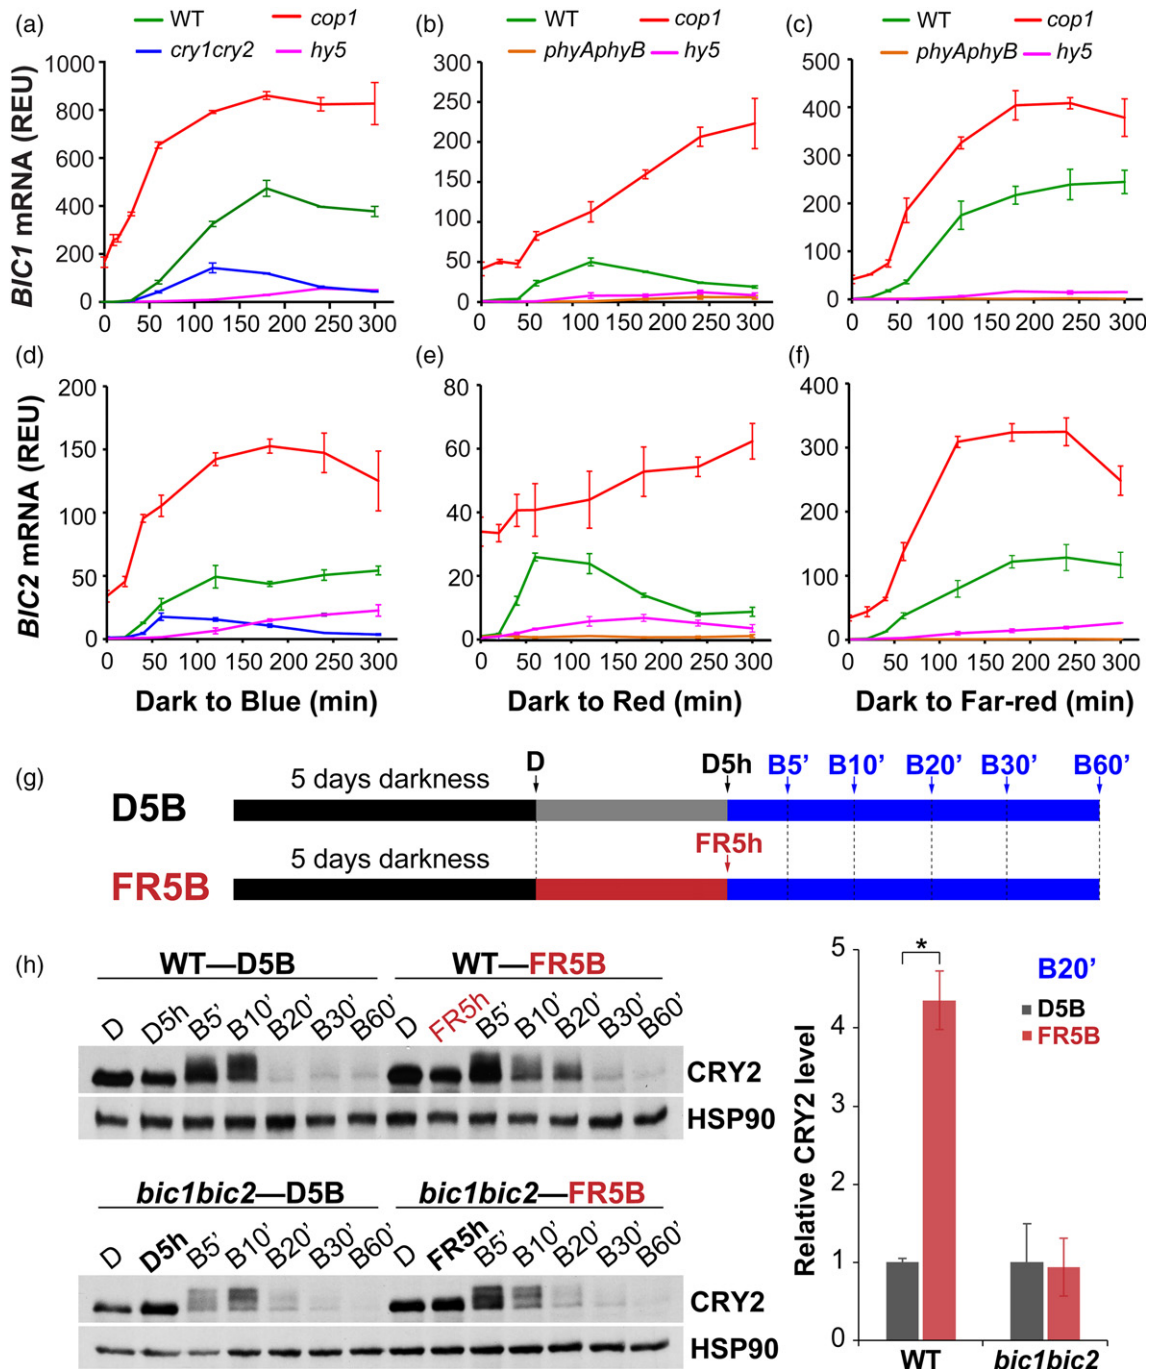 (a) WT cop1
cry1cry2 hy5
(b) WT cop1
phyAphyB hy5
(c) WT cop1
phyAphyB hy5
BIC1 mRNA (REU)
1000
800
600
400
200
0
0 50 100 150 200 250 300
250
200
150
100
50
0
0 50 100 150 200 250 300
500
400
300
200
100
0
0 50 100 150 200 250 300
(d)
(e)
(f)
BIC2 mRNA (REU)
200
150
100
50
0
0 50 100 150 200 250 300
Dark to Blue (min)
80
60
40
20
0
0 50 100 150 200 250 300
Dark to Red (min)
400
300
200
100
0
0 50 100 150 200 250 300
Dark to Far-red (min)
(g)
5 days darkness D D5h B5' B10' B20' B30' B60'
D5B
5 days darkness FR5h
FR5B
(h)
WT—D5B WT—FR5B
D D5h B5' B10' B20' B30' B60' D FR5h B5' B10' B20' B30' B60'
CRY2
HSP90
bic1bic2—D5B bic1bic2—FR5B
D D5h B5' B10' B20' B30' B60' D FR5h B5' B10' B20' B30' B60'
CRY2
HSP90
Relative CRY2 level
5
4
3
2
1
0
*
B20'
D5B
FR5B
WT bic1bic2